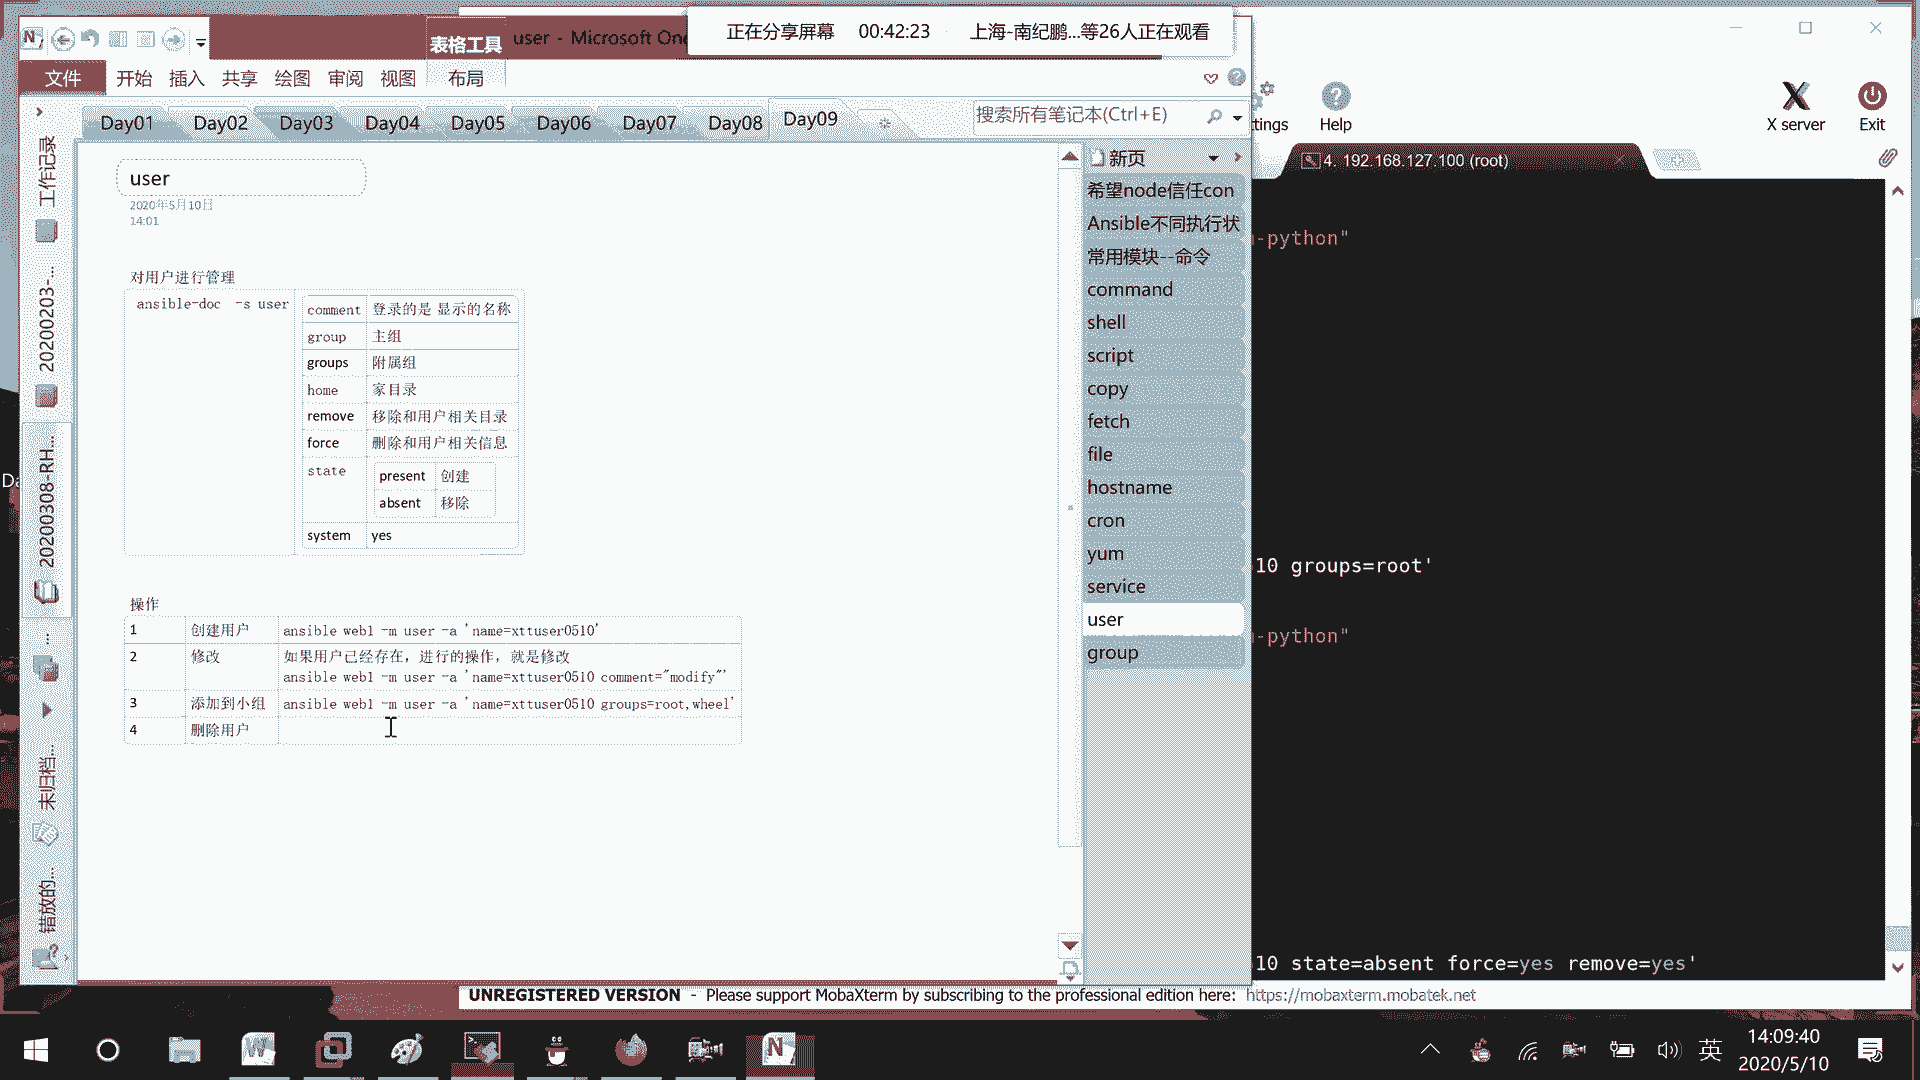 表格工具
user - Microsoft One
正在分享屏幕 00:42:23 上海-南纪鹏...等26人正在观看
文件 开始 插入 共享 绘图 审阅 视图 布局
Day01 Day02 Day03 Day04 Day05 Day06 Day07 Day08 Day09
搜索所有笔记本(Ctrl+E)
工作记录
20200203-...
20200308-RH...
未归档...
错放的...
user
2020年5月10日
14:01
对用户进行管理
ansible-doc -s user
comment 登录的是 显示的名称
group 主组
groups 附属组
home 家目录
remove 移除和用户相关目录
force 删除和用户相关信息
state
present 创建
absent 移除
system yes
操作
1 创建用户 ansible web1 -m user -a 'name=xttuser0510'
2 修改 如果用户已经存在，进行的操作，就是修改
ansible web1 -m user -a 'name=xttuser0510 comment="modify"'
3 添加到小组 ansible web1 -m user -a 'name=xttuser0510 groups=root,wheel'
4 删除用户
新页
希望node信任con
Ansible不同执行状
常用模块--命令
command
shell
script
copy
fetch
file
hostname
cron
yum
service
user
group
tings Help X server Exit
4. 192.168.127.100 (root)
-python"
10 groups=root'
-python"
10 state=absent force=yes remove=yes'
UNREGISTERED VERSION - Please support MobaXterm by subscribing to the professional edition here: https://mobaxterm.mobatek.net
英
14:09:40
2020/5/10